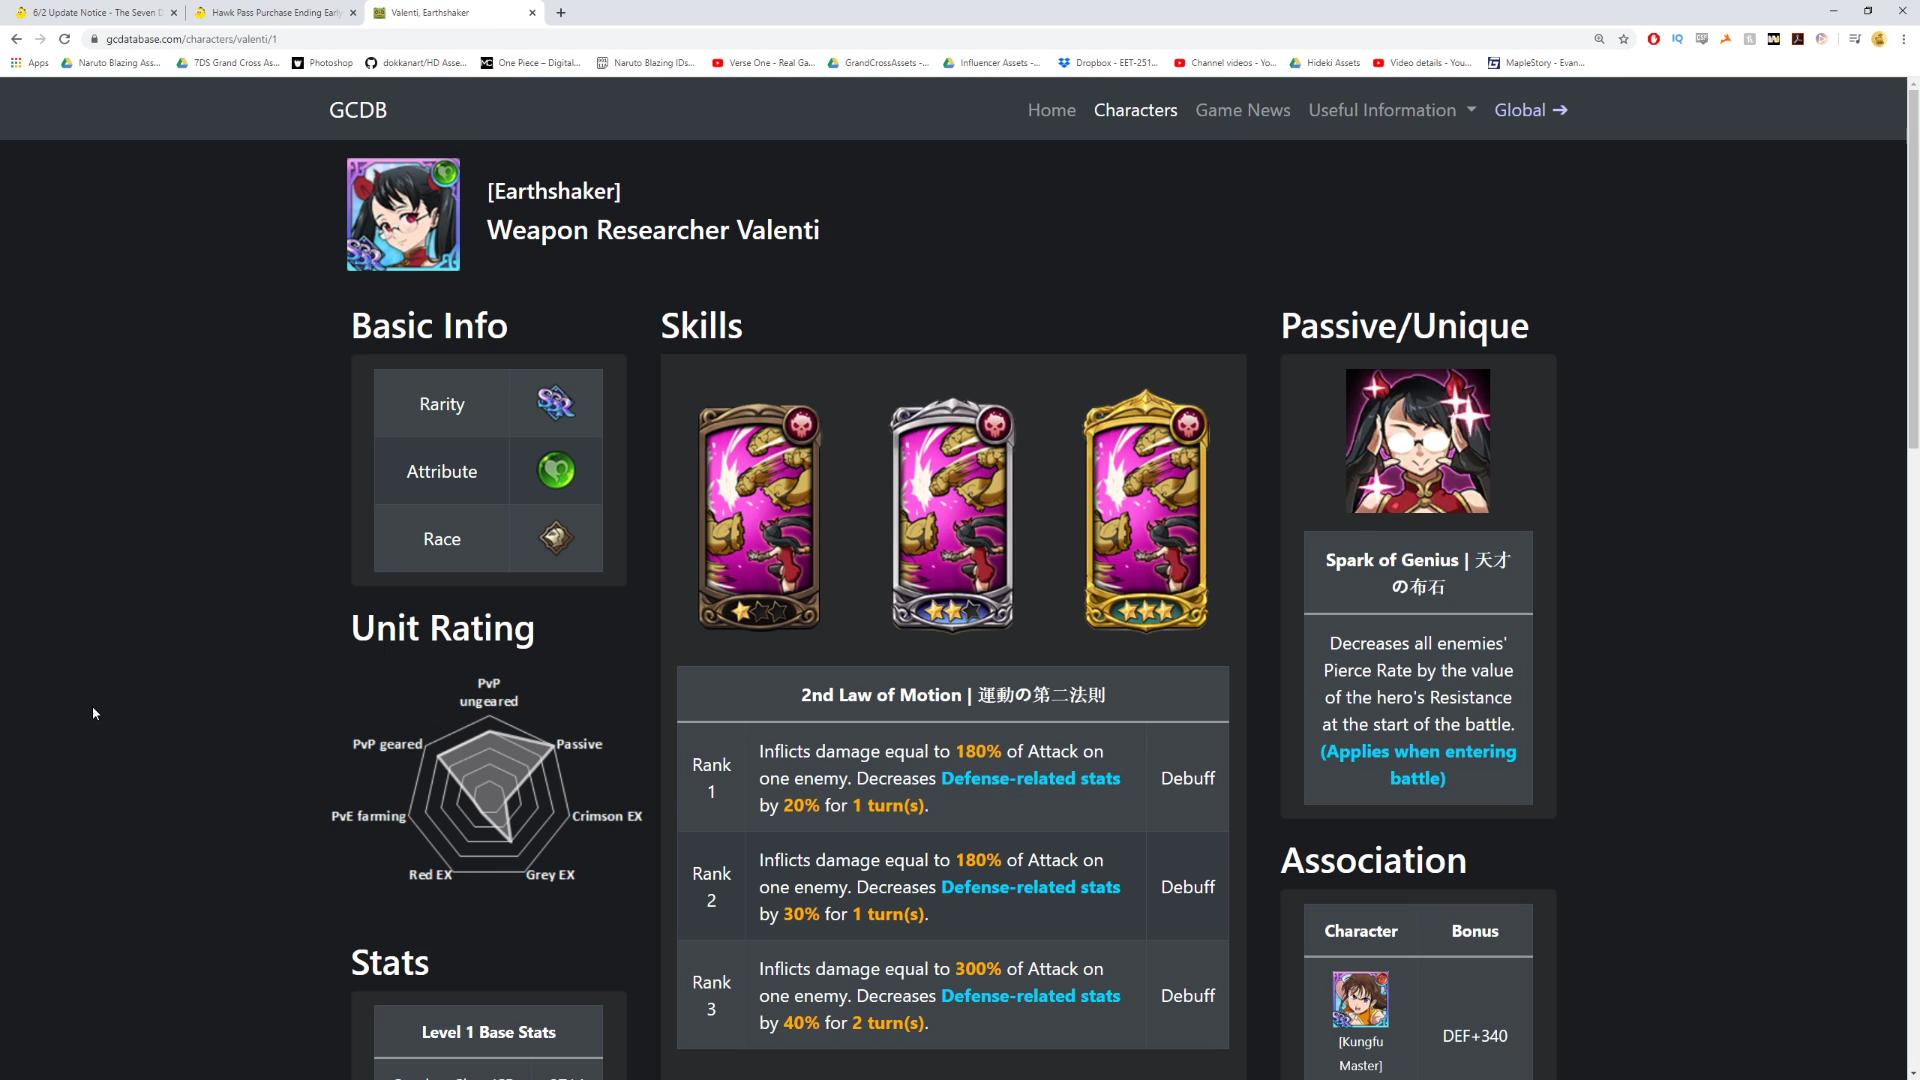 6/2 Update Notice - The Seven D
Hawk Pass Purchase Ending Early
Valenti, Earthshaker
gcdatabase.com/characters/valenti/1
Apps
Naruto Blazing Ass...
7DS Grand Cross As...
Photoshop
dokkanart/HD Asse...
One Piece – Digital...
Naruto Blazing IDs...
Verse One - Real Ga...
GrandCrossAssets -...
Influencer Assets -...
Dropbox - EET-251...
Channel videos - Yo...
Hideki Assets
Video details - You...
MapleStory - Evan...
GCDB
Home
Characters
Game News
Useful Information
Global →
[Earthshaker]
Weapon Researcher Valenti
Basic Info
Rarity
SSR
Attribute
Race
Unit Rating
PvP
ungeared
PvP geared
Passive
PvE farming
Crimson EX
Red EX
Grey EX
Stats
Level 1 Base Stats
Skills
2nd Law of Motion | 運動の第二法則
Rank
1
Inflicts damage equal to 180% of Attack on
one enemy. Decreases Defense-related stats
by 20% for 1 turn(s).
Debuff
Rank
2
Inflicts damage equal to 180% of Attack on
one enemy. Decreases Defense-related stats
by 30% for 1 turn(s).
Debuff
Rank
3
Inflicts damage equal to 300% of Attack on
one enemy. Decreases Defense-related stats
by 40% for 2 turn(s).
Debuff
Passive/Unique
Spark of Genius | 天才
の布石
Decreases all enemies'
Pierce Rate by the value
of the hero's Resistance
at the start of the battle.
(Applies when entering
battle)
Association
Character
Bonus
[Kungfu
Master]
DEF+340